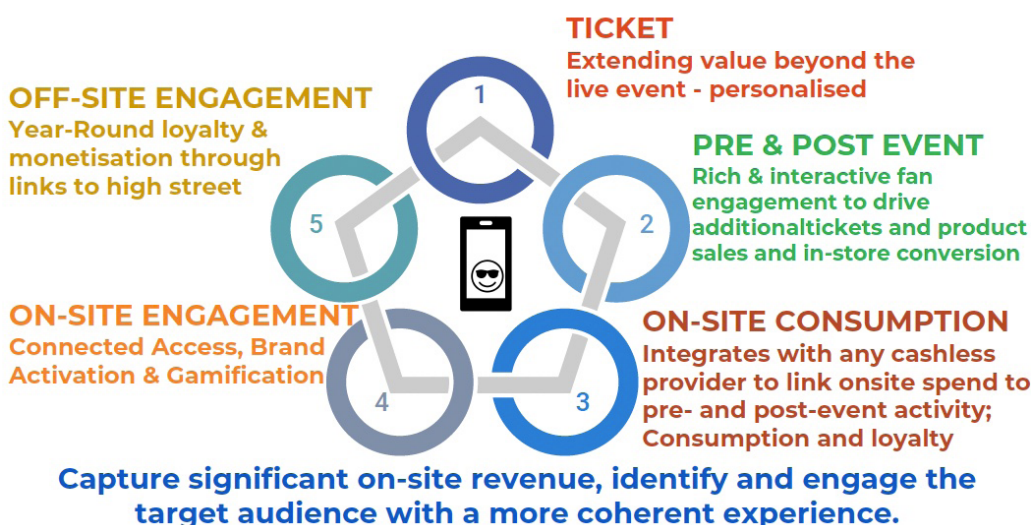 1
TICKET
Extending value beyond the
live event - personalised
2
PRE & POST EVENT
Rich & interactive fan
engagement to drive
additionaltickets and product
sales and in-store conversion
3
ON-SITE CONSUMPTION
Integrates with any cashless
provider to link onsite spend to
pre- and post-event activity;
Consumption and loyalty
4
ON-SITE ENGAGEMENT
Connected Access, Brand
Activation & Gamification
5
OFF-SITE ENGAGEMENT
Year-Round loyalty &
monetisation through
links to high street
Capture significant on-site revenue, identify and engage the
target audience with a more coherent experience.